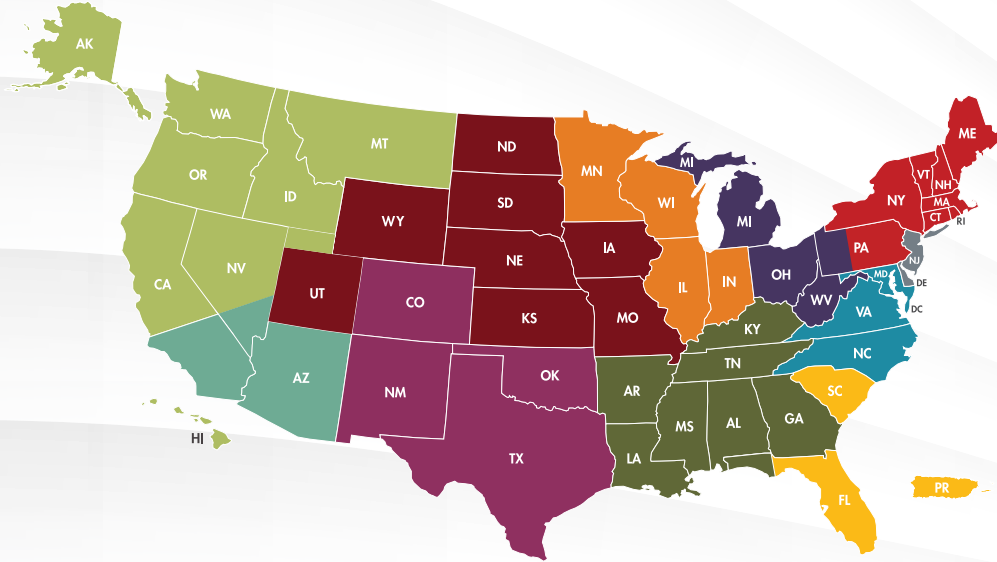 AK
WA
MT
ND
MN
MI
ME
OR
ID
SD
WI
MI
NY
VT
NH
MA
CT
RI
WY
IA
PA
NE
NJ
CA
NV
UT
CO
IL
IN
OH
WV
MD
DE
DC
VA
KS
MO
KY
NC
AZ
NM
OK
AR
TN
SC
MS
AL
GA
HI
TX
LA
FL
PR